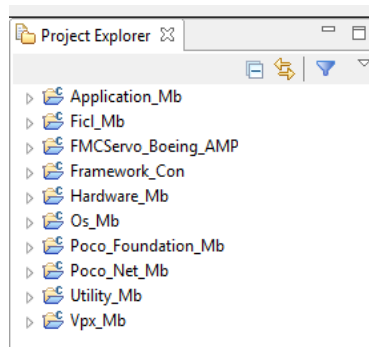 Project Explorer
Application_Mb
Ficl_Mb
FMCServo_Boeing_AMP
Framework_Con
Hardware_Mb
Os_Mb
Poco_Foundation_Mb
Poco_Net_Mb
Utility_Mb
Vpx_Mb